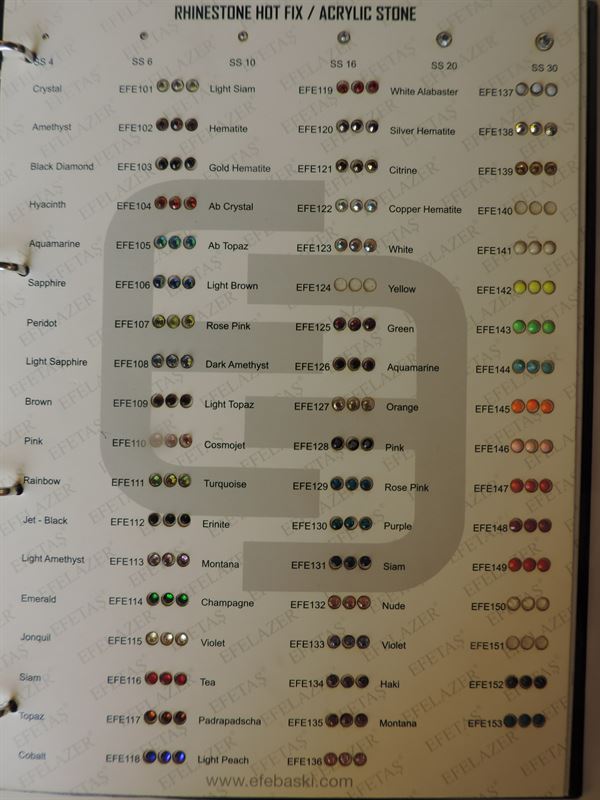 RHINESTONE HOT FIX / ACRYLIC STONE
SS 4 SS 6 SS 10 SS 16 SS 20 SS 30
Crystal EFE101 Light Siam EFE119 White Alabaster EFE137
Amethyst EFE102 Hematite EFE120 Silver Hematite EFE138
Black Diamond EFE103 Gold Hematite EFE121 Citrine EFE139
Hyacinth EFE104 Ab Crystal EFE122 Copper Hematite EFE140
Aquamarine EFE105 Ab Topaz EFE123 White EFE141
Sapphire EFE106 Light Brown EFE124 Yellow EFE142
Peridot EFE107 Rose Pink EFE125 Green EFE143
Light Sapphire EFE108 Dark Amethyst EFE126 Aquamarine EFE144
Brown EFE109 Light Topaz EFE127 Orange EFE145
Pink EFE110 Cosmojet EFE128 Pink EFE146
Rainbow EFE111 Turquoise EFE129 Rose Pink EFE147
Jet - Black EFE112 Erinite EFE130 Purple EFE148
Light Amethyst EFE113 Montana EFE131 Siam EFE149
Emerald EFE114 Champagne EFE132 Nude EFE150
Jonquil EFE115 Violet EFE133 Violet EFE151
Siam EFE116 Tea EFE134 Haki EFE152
Topaz EFE117 Padrapadscha EFE135 Montana EFE153
Cobalt EFE118 Light Peach EFE136
www.efebaski.com